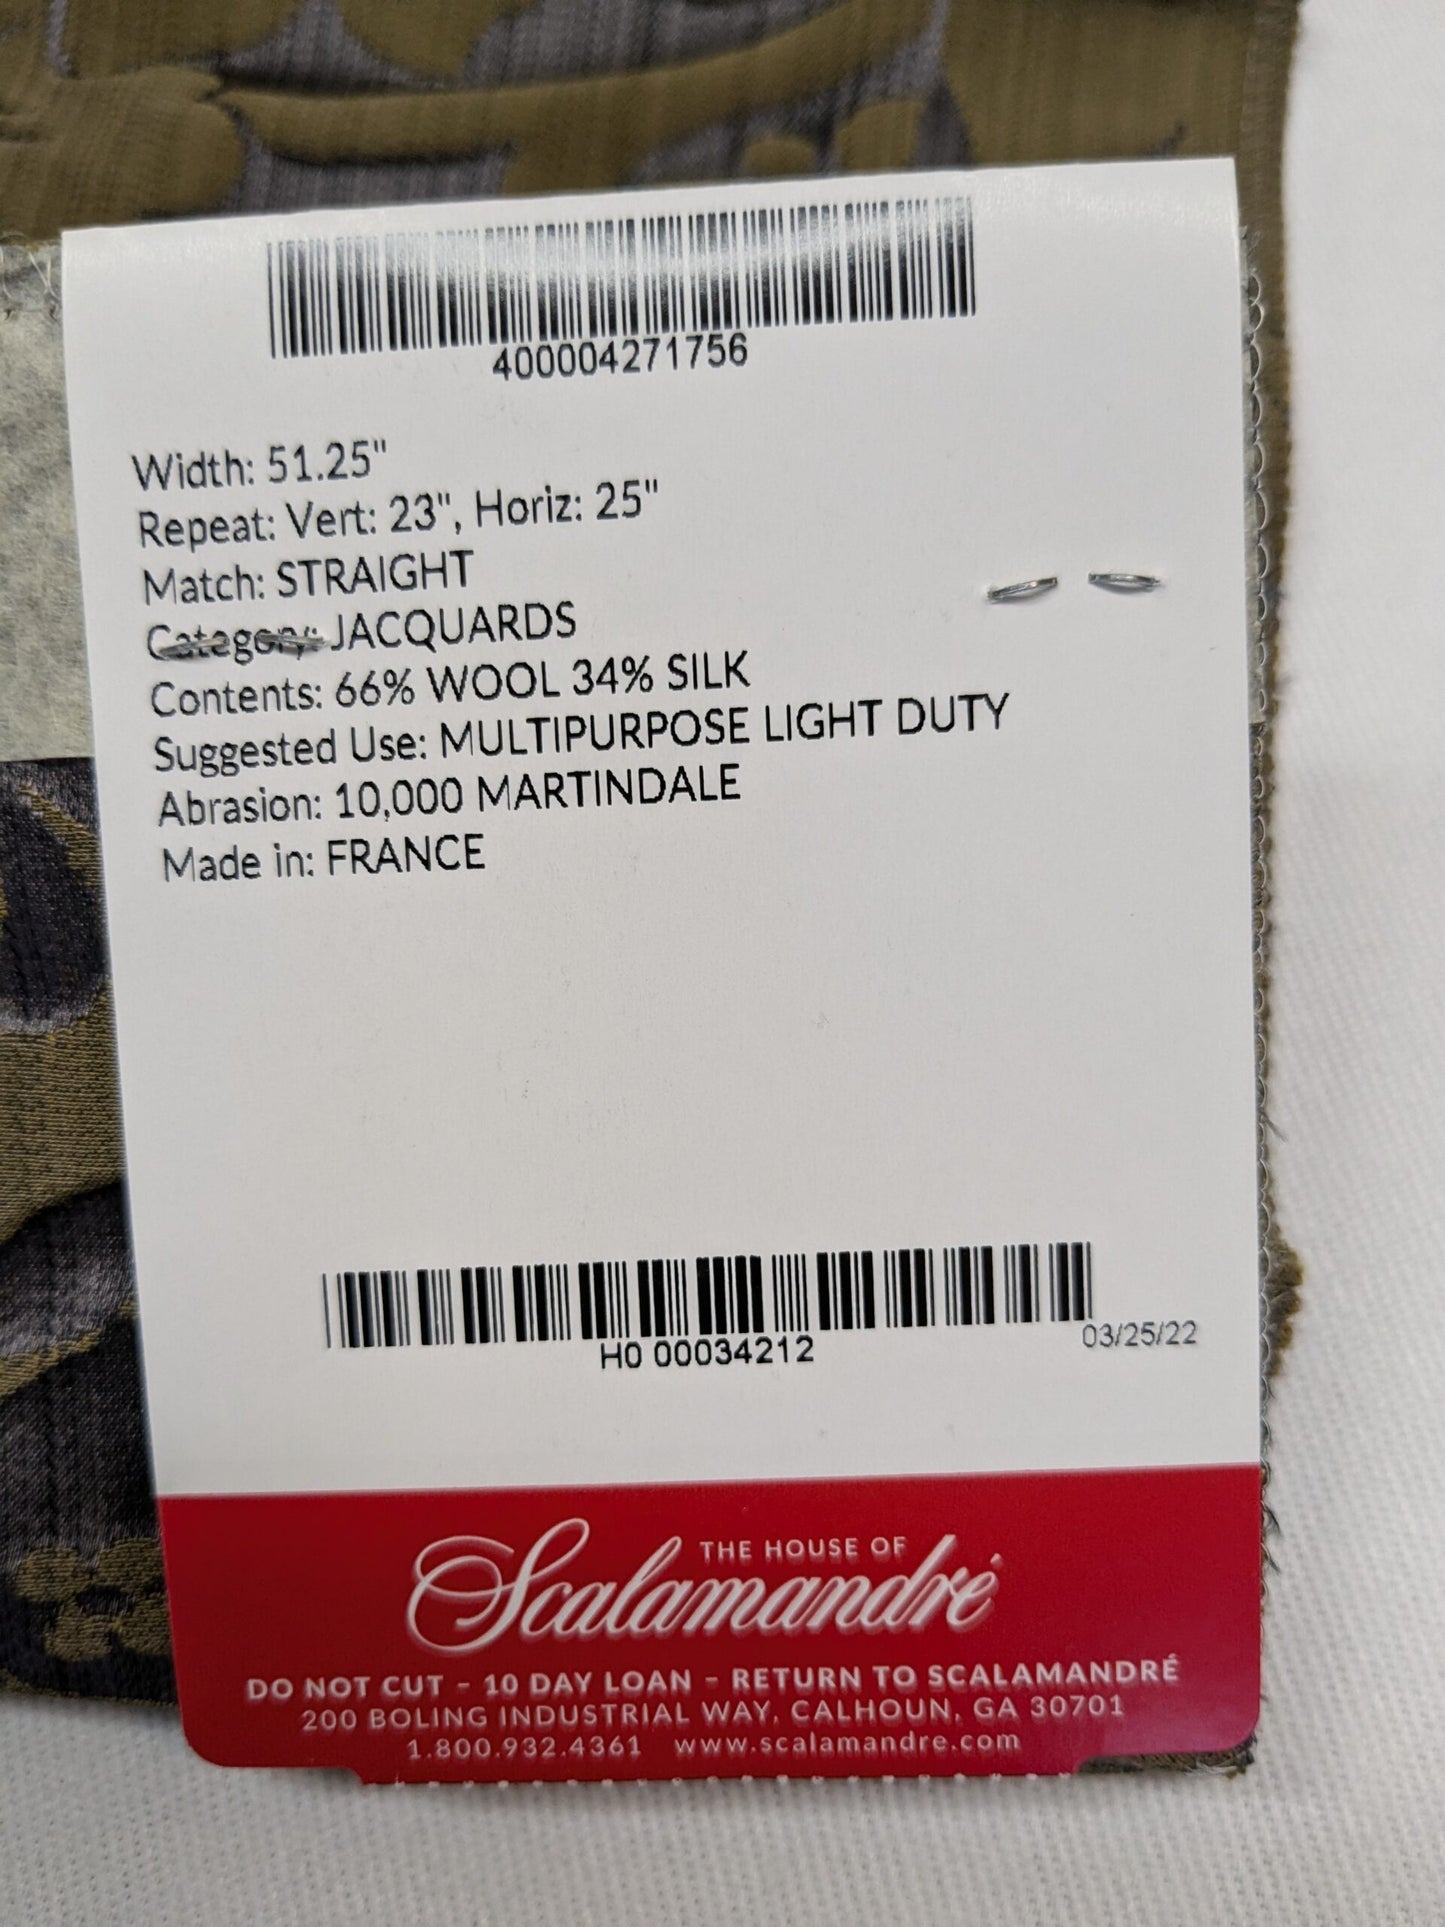 400004271756
Width: 51.25"
Repeat: Vert: 23", Horiz: 25"
Match: STRAIGHT
Category: JACQUARDS
Contents: 66% WOOL 34% SILK
Suggested Use: MULTIPURPOSE LIGHT DUTY
Abrasion: 10,000 MARTINDALE
Made in: FRANCE
H0 00034212
03/25/22
THE HOUSE OF
Scalamandré
DO NOT CUT - 10 DAY LOAN - RETURN TO SCALAMANDRÉ
200 BOLING INDUSTRIAL WAY, CALHOUN, GA 30701
1.800.932.4361 www.scalamandre.com